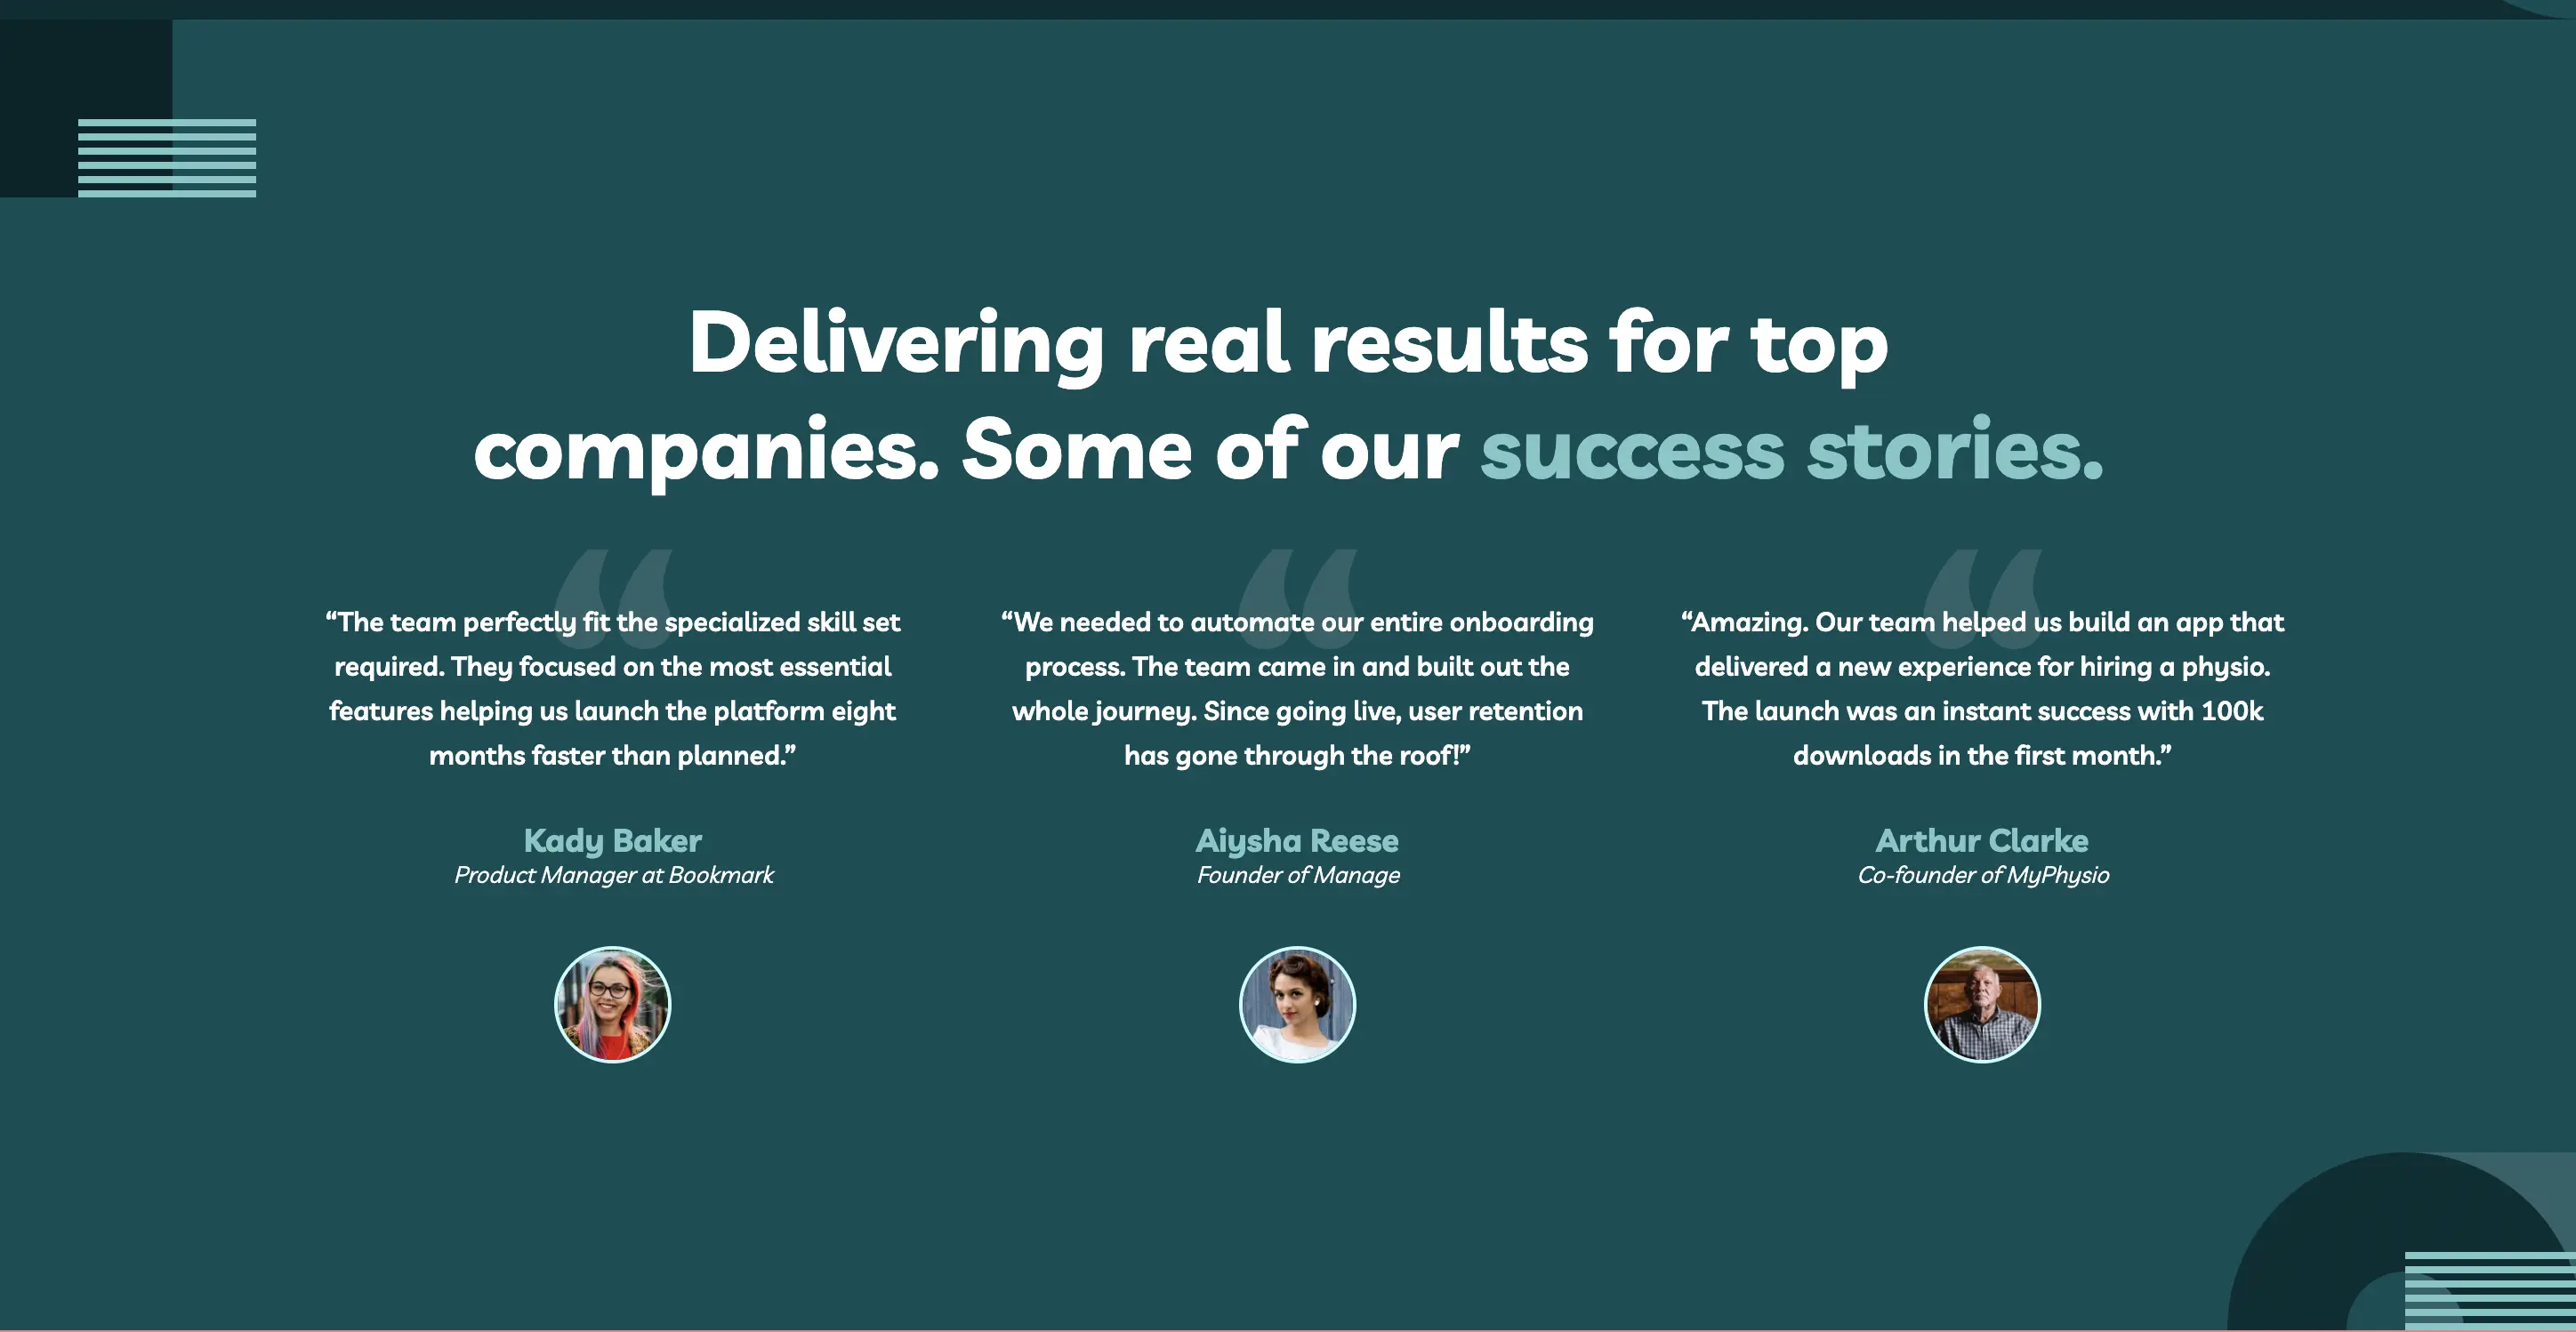 Delivering real results for top
companies. Some of our success stories.
“The team perfectly fit the specialized skill set
required. They focused on the most essential
features helping us launch the platform eight
months faster than planned.”
Kady Baker
Product Manager at Bookmark
“We needed to automate our entire onboarding
process. The team came in and built out the
whole journey. Since going live, user retention
has gone through the roof!”
Aiysha Reese
Founder of Manage
“Amazing. Our team helped us build an app that
delivered a new experience for hiring a physio.
The launch was an instant success with 100k
downloads in the first month.”
Arthur Clarke
Co-founder of MyPhysio